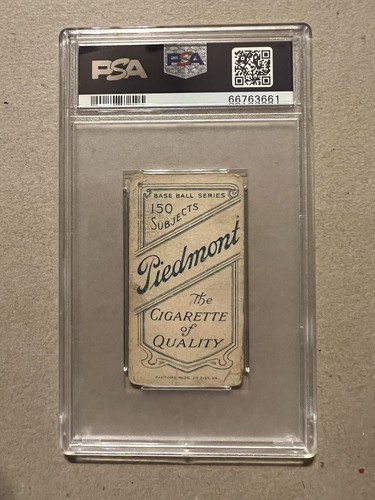 PSA
PSA
66763661
BASE BALL SERIES
150
SUBJECTS
Piedmont
The
CIGARETTE
of
QUALITY